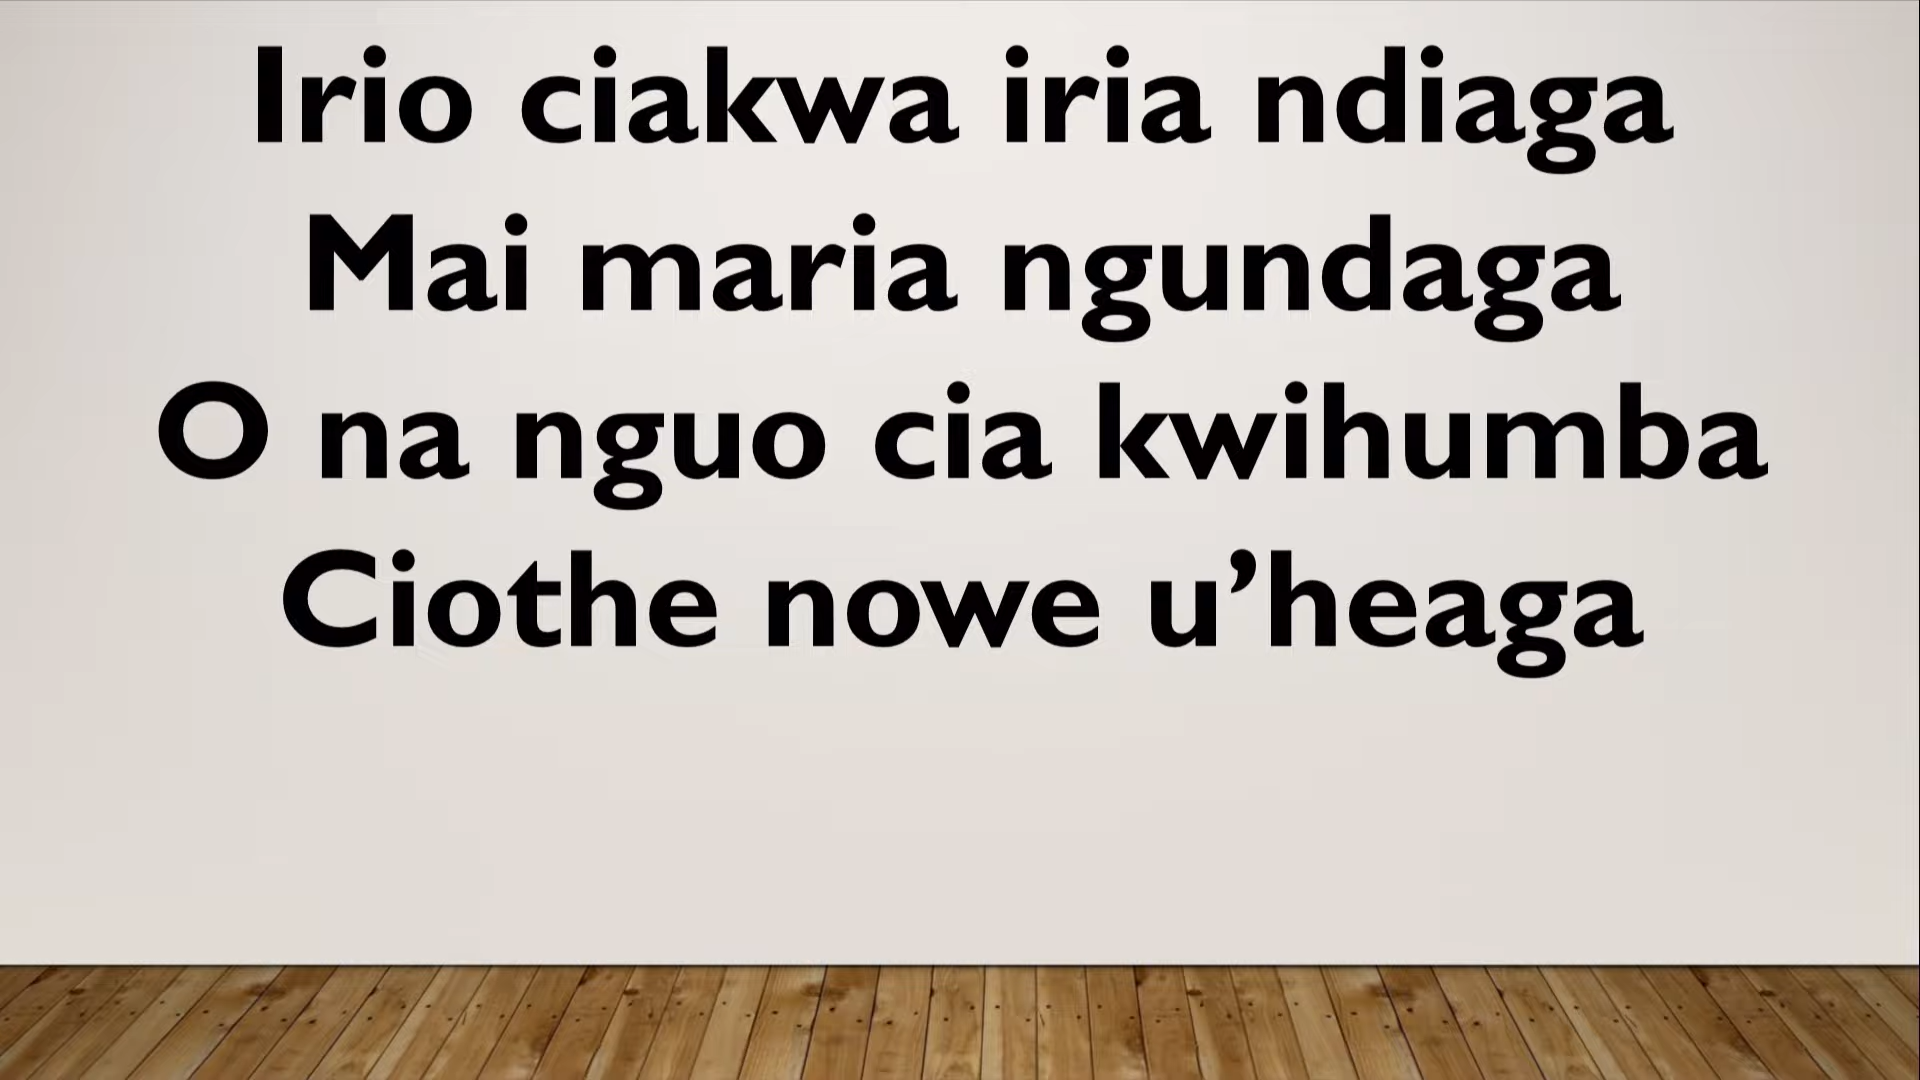 Irio ciakwa iria ndiaga
Mai maria ngundaga
O na nguo cia kwihumba
Ciothe nowe u’heaga